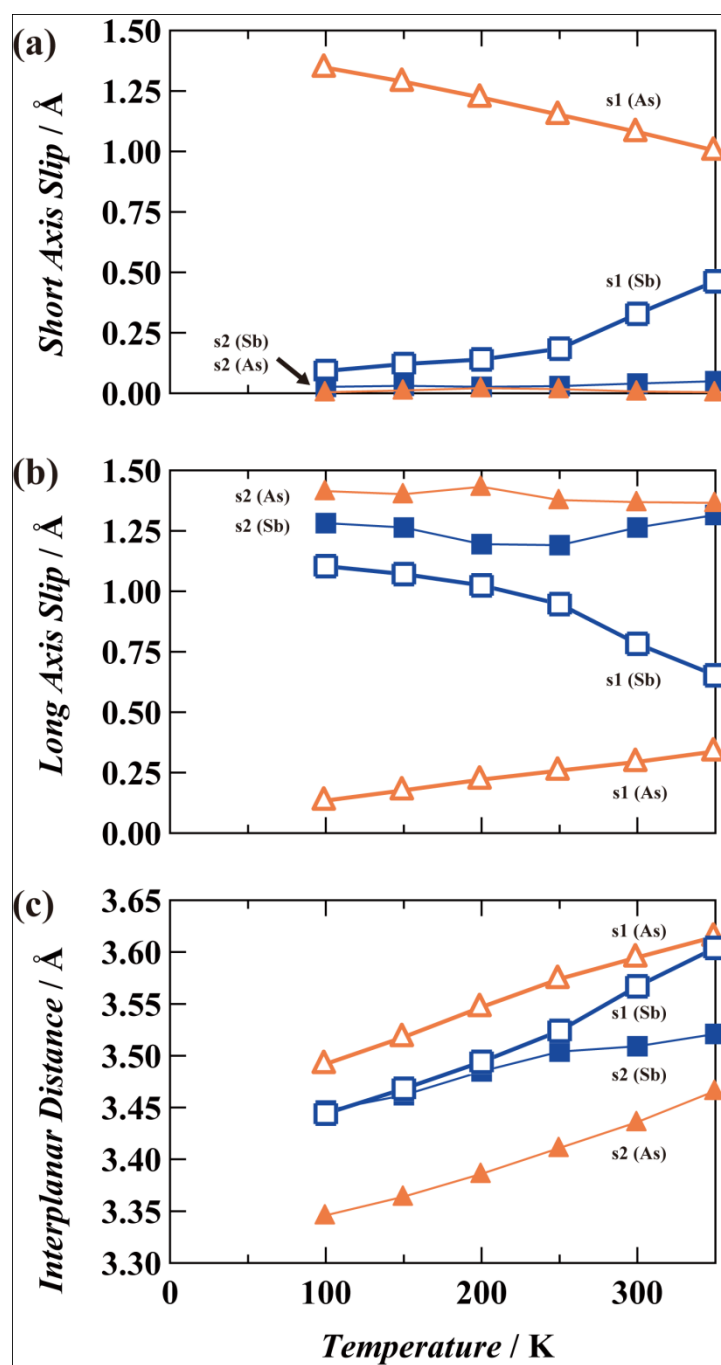 (a)
Short Axis Slip / Å
1.50
1.25
1.00
0.75
0.50
0.25
0.00
s1 (As)
s1 (Sb)
s2 (Sb)
s2 (As)
(b)
Long Axis Slip / Å
1.50
1.25
1.00
0.75
0.50
0.25
0.00
s2 (As)
s2 (Sb)
s1 (Sb)
s1 (As)
(c)
Interplanar Distance / Å
3.65
3.60
3.55
3.50
3.45
3.40
3.35
3.30
s1 (As)
s1 (Sb)
s2 (Sb)
s2 (As)
0 100 200 300
Temperature / K